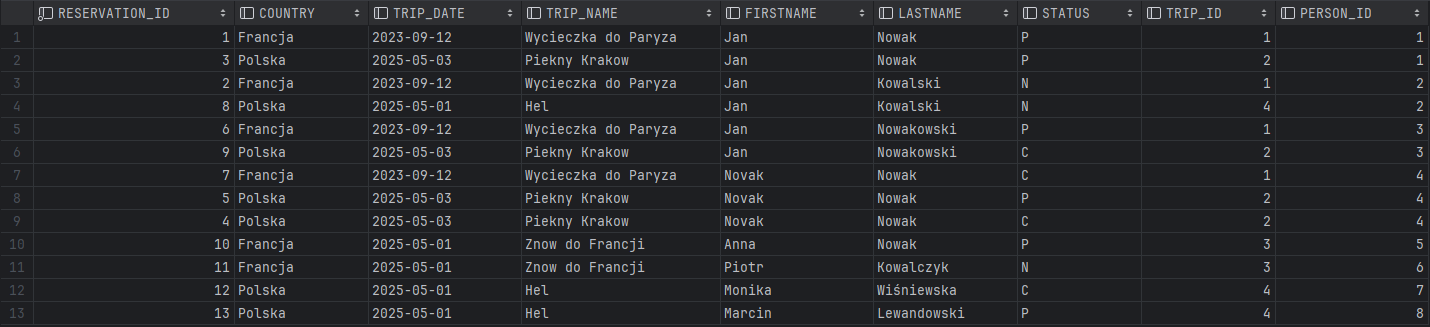 RESERVATION_ID COUNTRY TRIP_DATE TRIP_NAME FIRSTNAME LASTNAME STATUS TRIP_ID PERSON_ID
1 1 Francja 2023-09-12 Wycieczka do Paryza Jan Nowak P 1 1
2 3 Polska 2025-05-03 Piekny Krakow Jan Nowak P 2 1
3 2 Francja 2023-09-12 Wycieczka do Paryza Jan Kowalski N 1 2
4 8 Polska 2025-05-01 Hel Jan Kowalski N 4 2
5 6 Francja 2023-09-12 Wycieczka do Paryza Jan Nowakowski P 1 3
6 9 Polska 2025-05-03 Piekny Krakow Jan Nowakowski C 2 3
7 7 Francja 2023-09-12 Wycieczka do Paryza Novak Nowak C 1 4
8 5 Polska 2025-05-03 Piekny Krakow Novak Nowak P 2 4
9 4 Polska 2025-05-03 Piekny Krakow Novak Nowak C 2 4
10 10 Francja 2025-05-01 Znow do Francji Anna Nowak P 3 5
11 11 Francja 2025-05-01 Znow do Francji Piotr Kowalczyk N 3 6
12 12 Polska 2025-05-01 Hel Monika Wiśniewska C 4 7
13 13 Polska 2025-05-01 Hel Marcin Lewandowski P 4 8